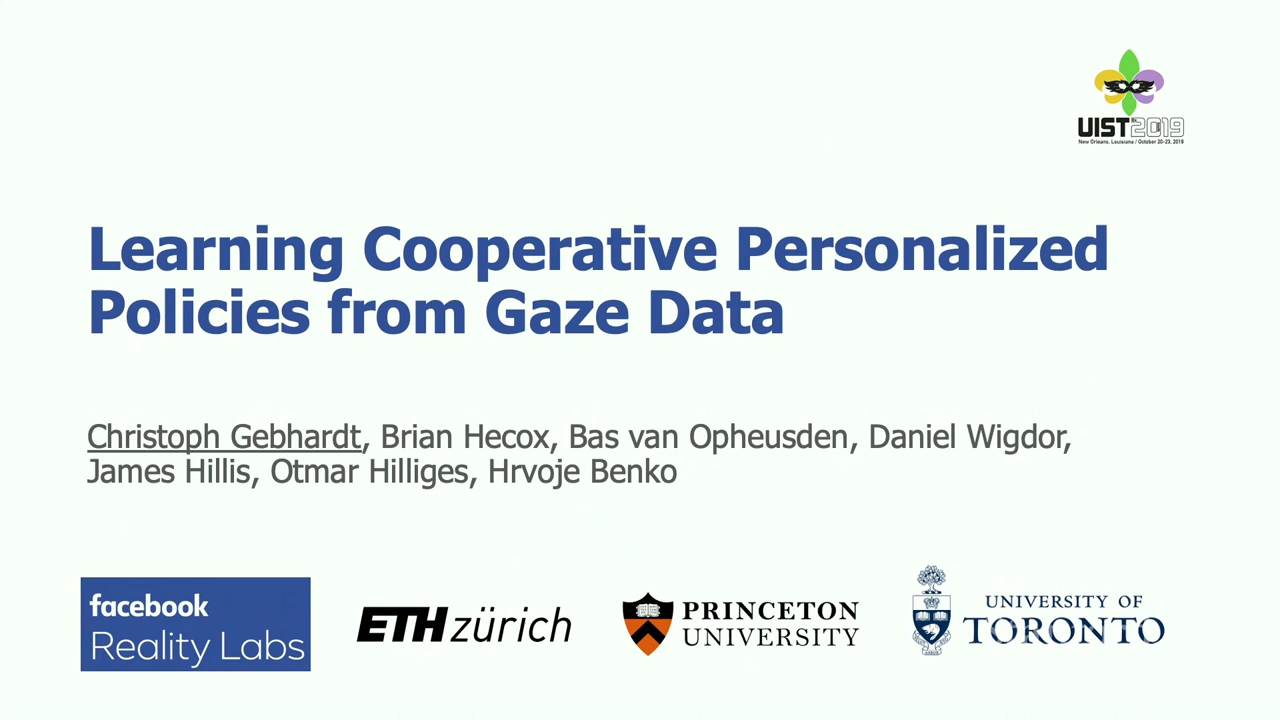 UIST 2019
New Orleans, Louisiana / October 20-23, 2019
Learning Cooperative Personalized
Policies from Gaze Data
Christoph Gebhardt, Brian Hecox, Bas van Opheusden, Daniel Wigdor,
James Hillis, Otmar Hilliges, Hrvoje Benko
facebook
Reality Labs
ETH zürich
PRINCETON
UNIVERSITY
UNIVERSITY OF
TORONTO